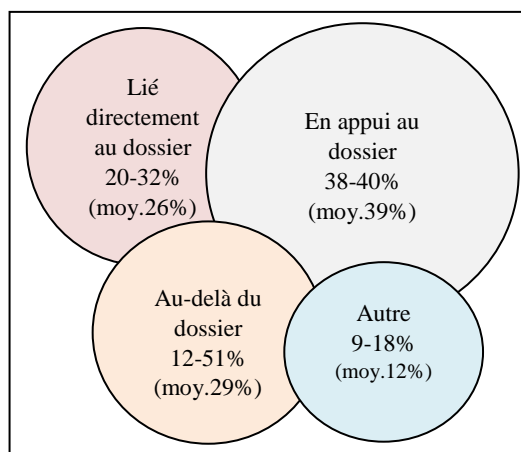 Lié
directement
au dossier
20-32%
(moy.26%)
En appui au
dossier
38-40%
(moy.39%)
Au-delà du
dossier
12-51%
(moy.29%)
Autre
9-18%
(moy.12%)